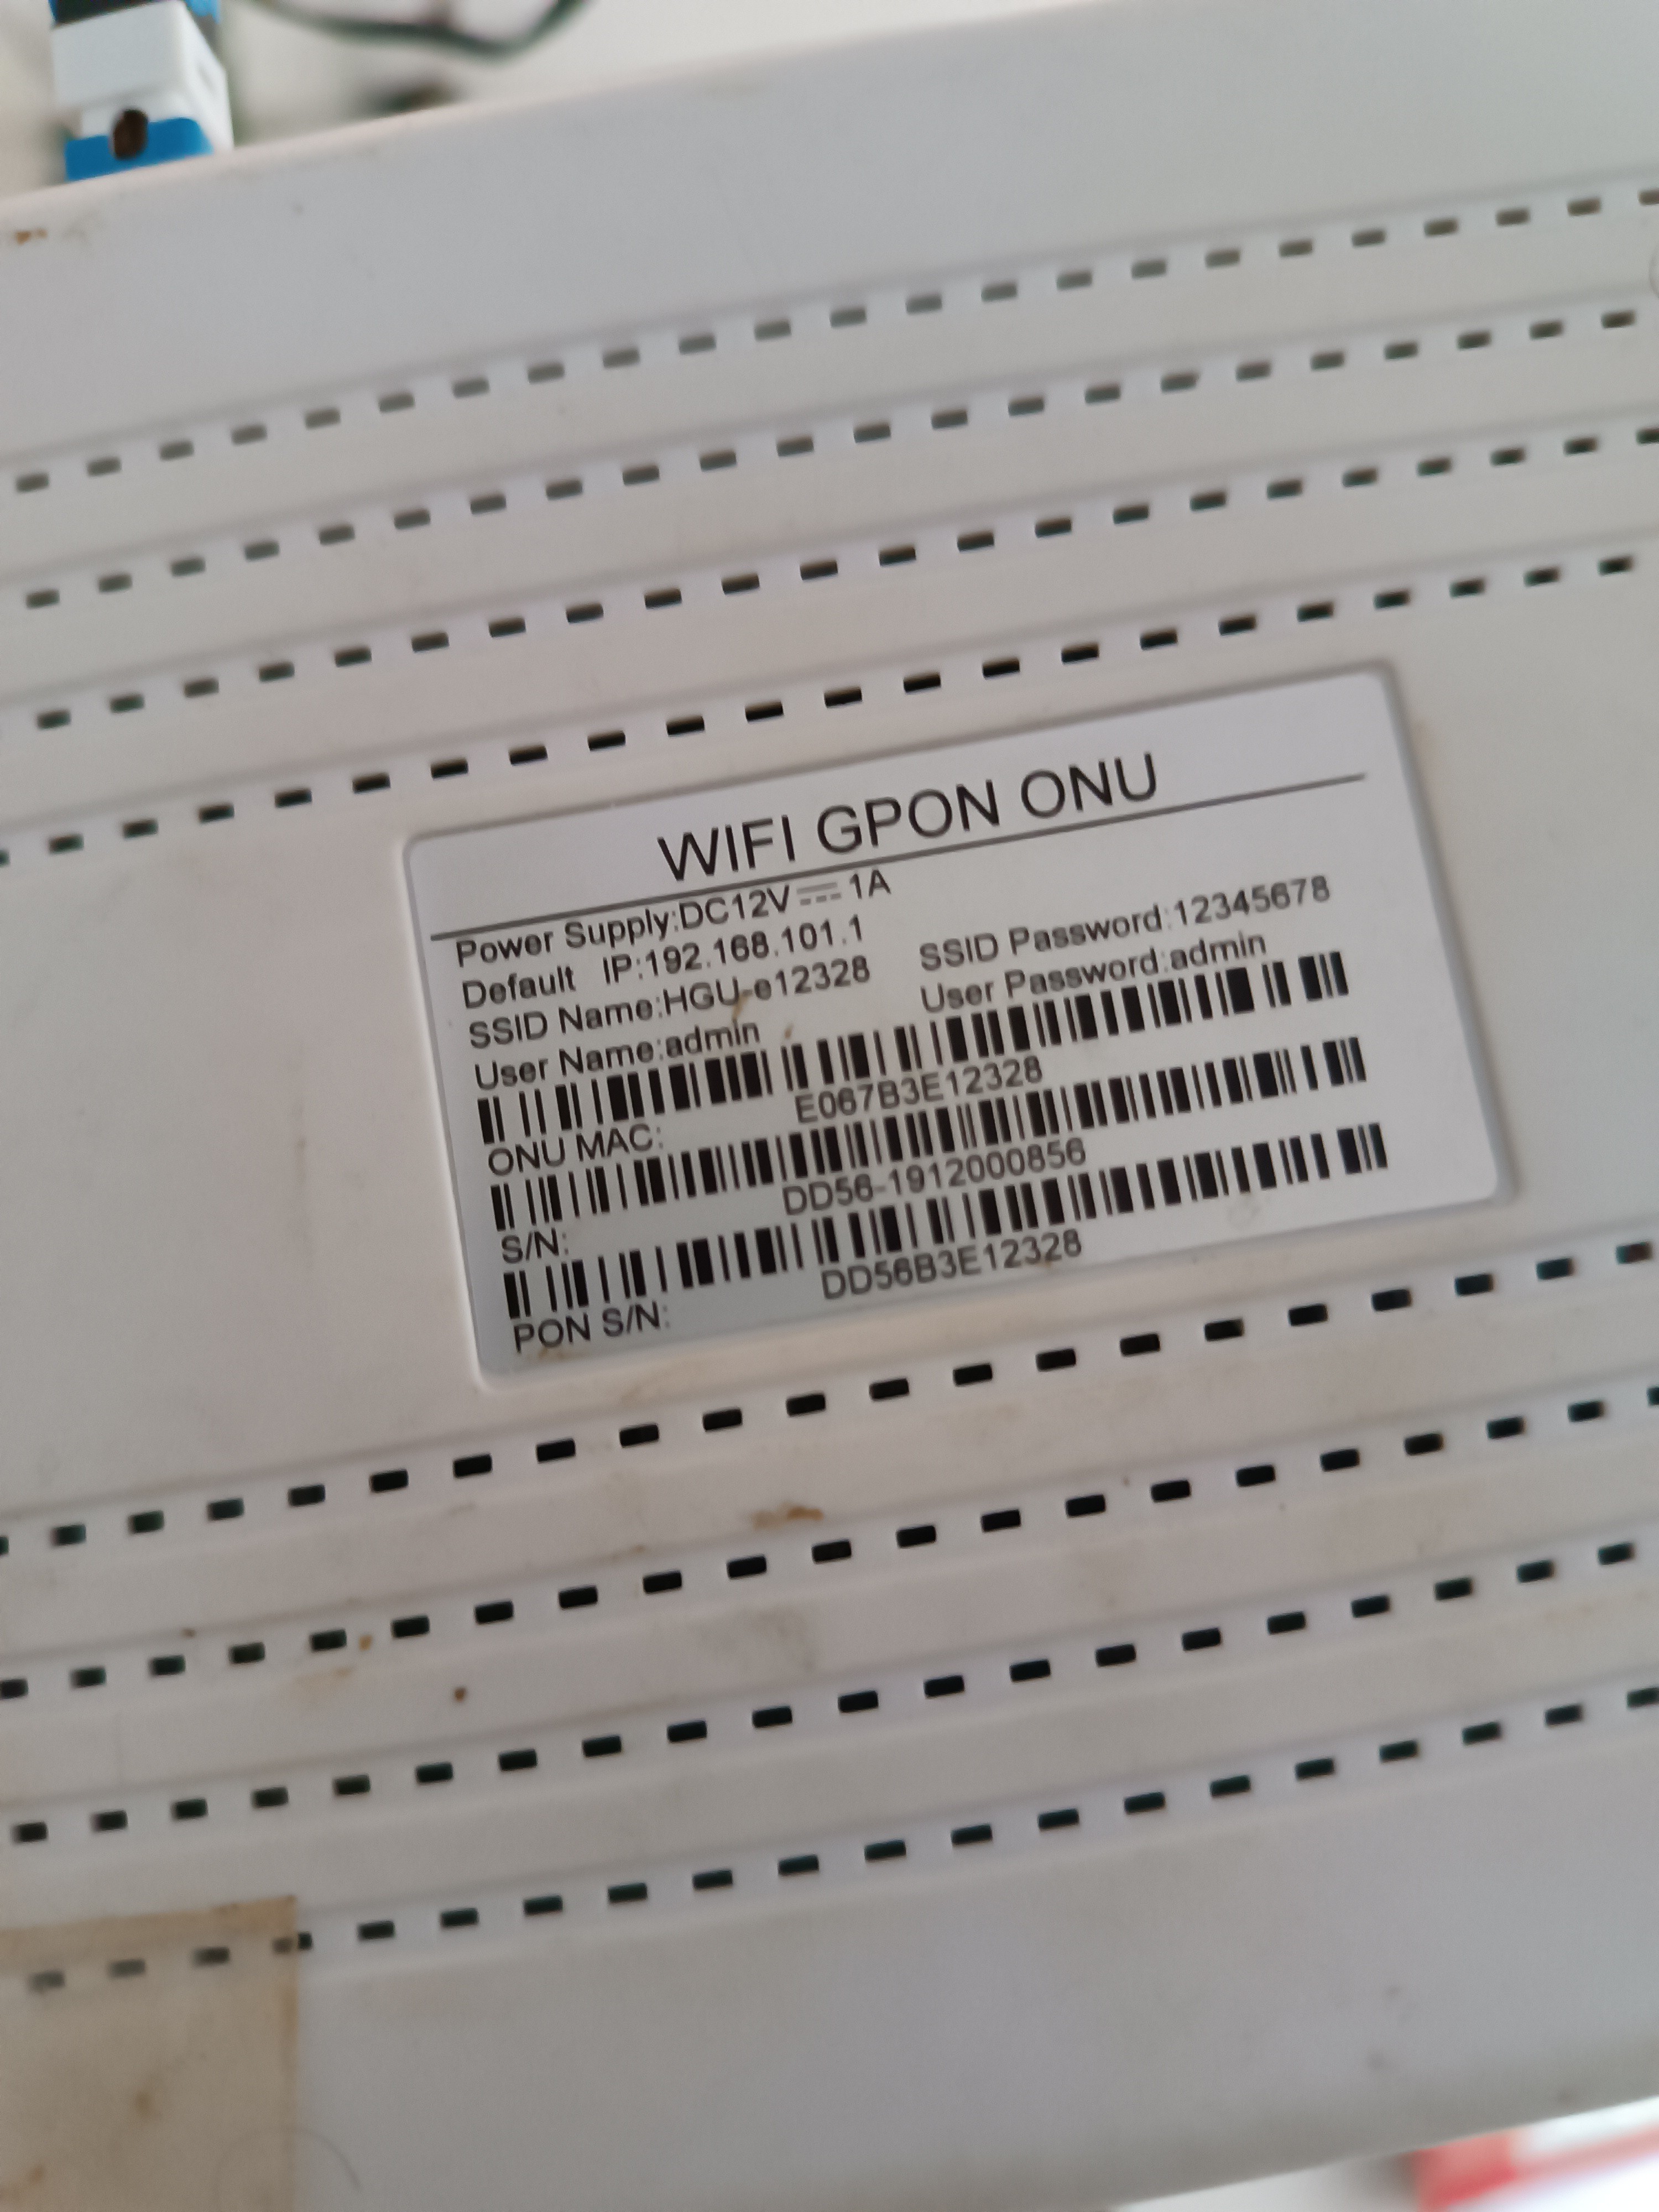 WIFI GPON ONU
Power Supply:DC12V⎓1A
Default IP:192.168.101.1
SSID Name:HGU-e12328 SSID Password:12345678
User Name:admin User Password:admin
ONU MAC: E067B3E12328
S/N: DD56-1912000856
PON S/N: DD56B3E12328